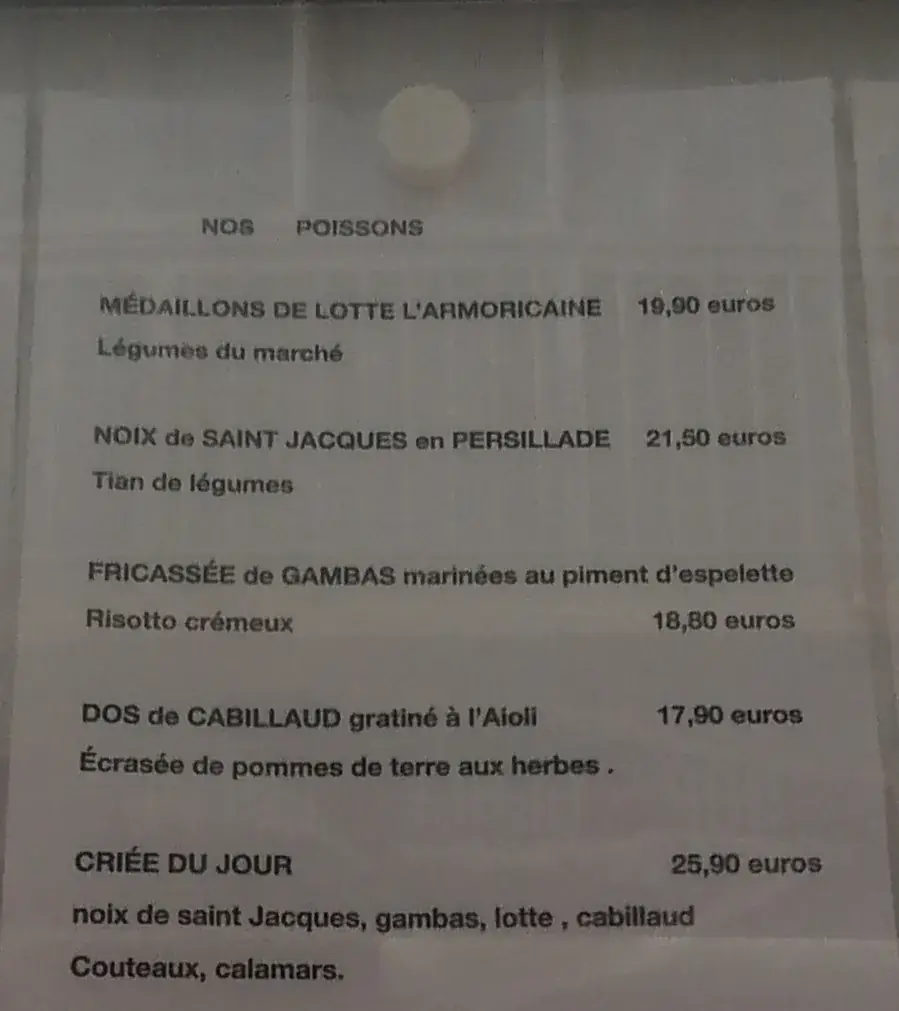 NOS POISSONS
MÉDAILLONS DE LOTTE L'ARMORICAINE 19,90 euros
Légumes du marché
NOIX de SAINT JACQUES en PERSILLADE 21,50 euros
Tian de légumes
FRICASSÉE de GAMBAS marinées au piment d'espelette
Risotto crémeux 18,80 euros
DOS de CABILLAUD gratiné à l'Aioli 17,90 euros
Écrasée de pommes de terre aux herbes .
CRIÉE DU JOUR 25,90 euros
noix de saint Jacques, gambas, lotte , cabillaud
Couteaux, calamars.